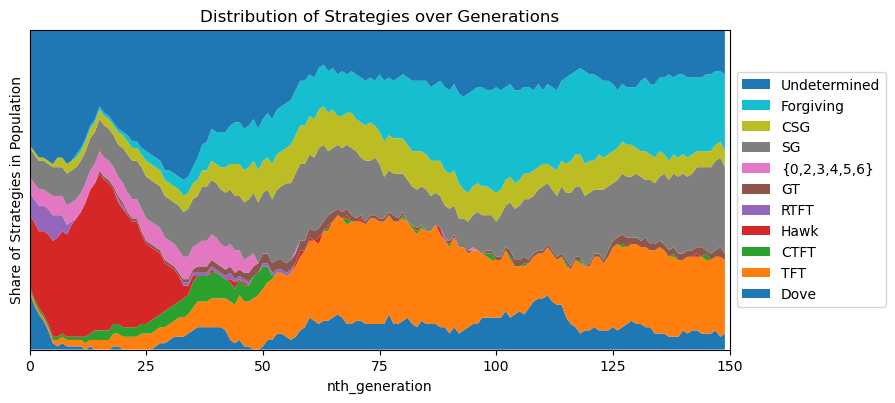 Distribution of Strategies over Generations
Share of Strategies in Population
0
25
50
75
100
125
150
nth_generation
Undetermined
Forgiving
CSG
SG
{0,2,3,4,5,6}
GT
RTFT
Hawk
CTFT
TFT
Dove